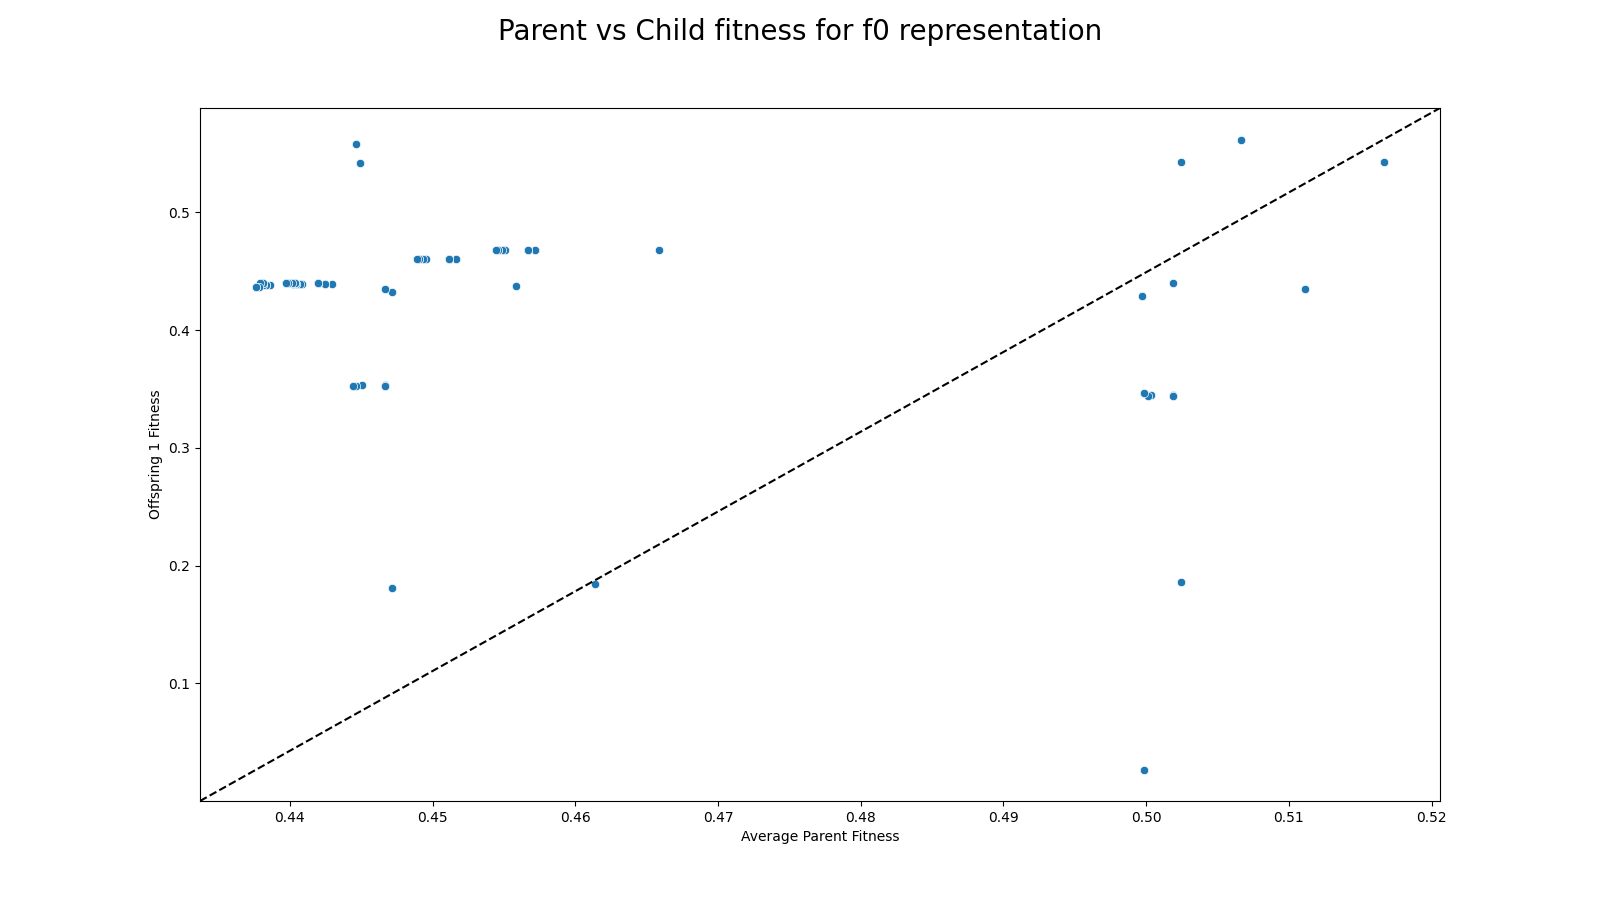 Parent vs Child fitness for f0 representation
0.5
0.4
0.3
0.2
0.1
Offspring 1 Fitness
0.44 0.45 0.46 0.47 0.48 0.49 0.50 0.51 0.52
Average Parent Fitness